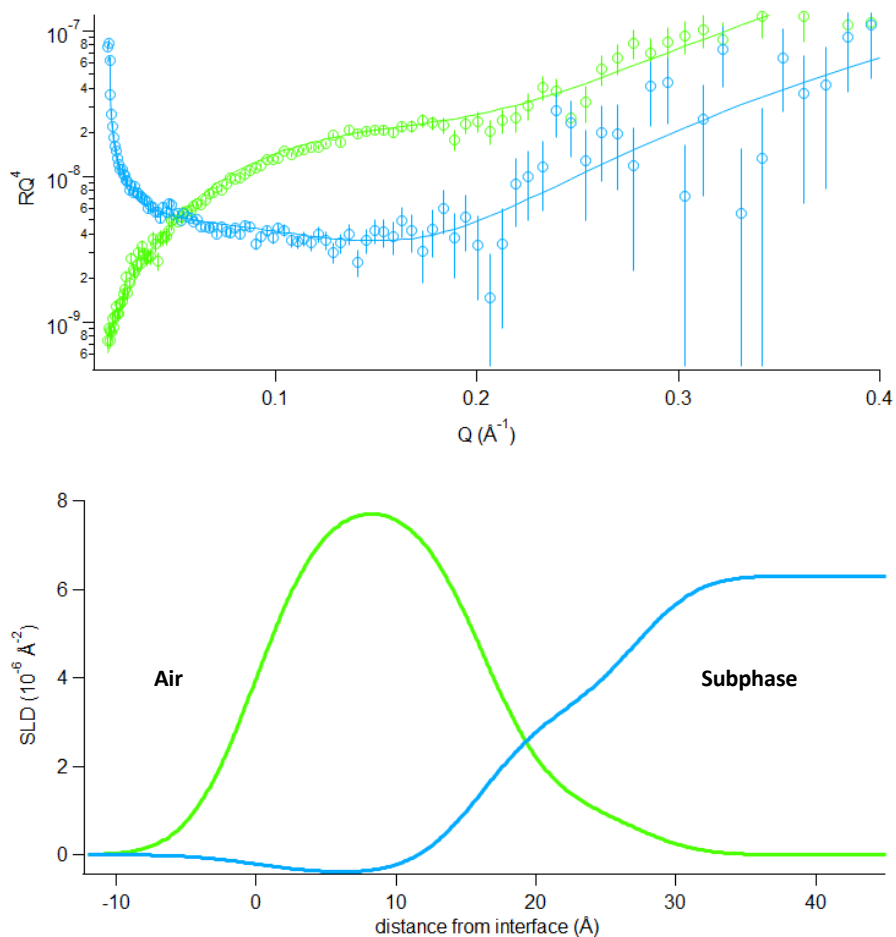 10⁻⁷
8
6
4
2
10⁻⁸
8
6
4
2
10⁻⁹
8
6
RQ⁴
0.1 0.2 0.3 0.4
Q (Å⁻¹)
8
6
4
2
0
SLD (10⁻⁶ Å⁻²)
Air Subphase
-10 0 10 20 30 40
distance from interface (Å)